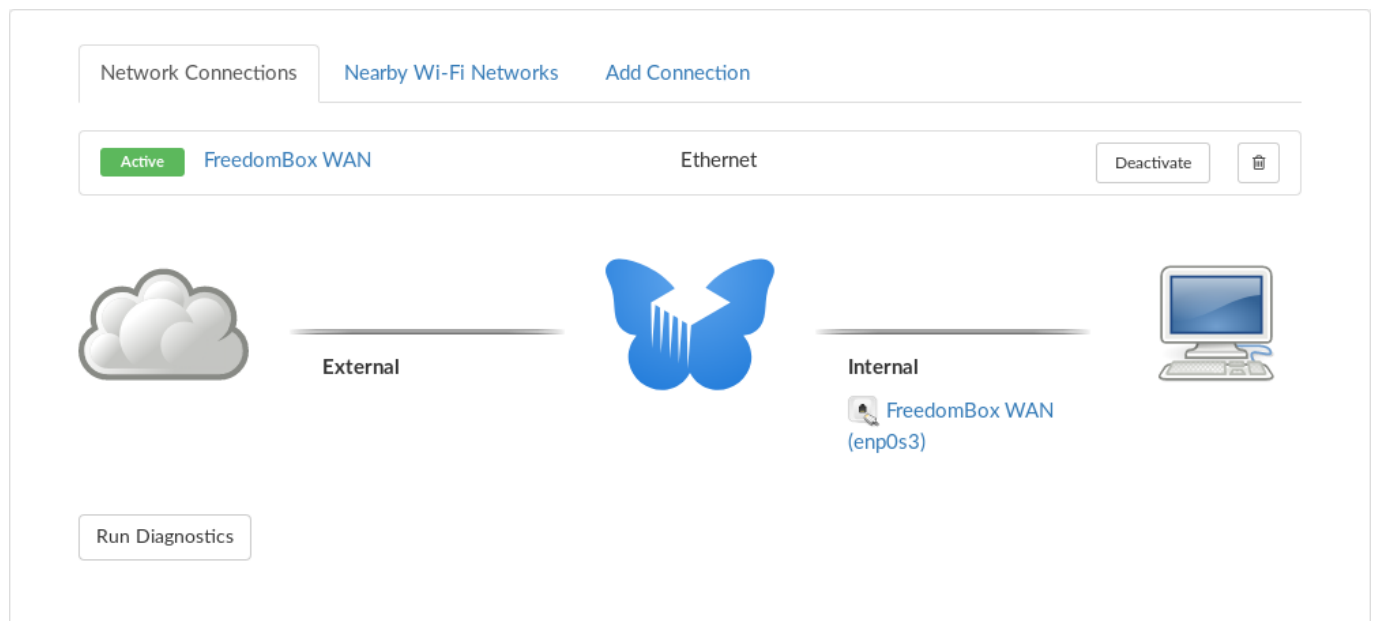 Network Connections Nearby Wi-Fi Networks Add Connection
Active FreedomBox WAN Ethernet Deactivate
External
Internal
FreedomBox WAN
(enp0s3)
Run Diagnostics